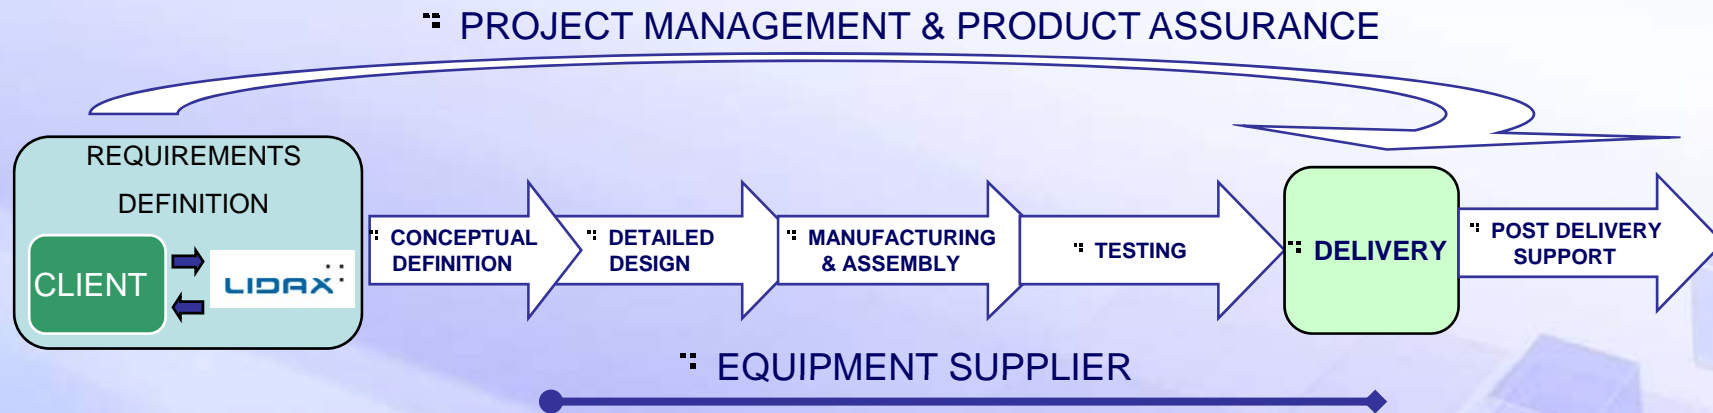 PROJECT MANAGEMENT & PRODUCT ASSURANCE
REQUIREMENTS
DEFINITION
CLIENT
LIDAX
CONCEPTUAL
DEFINITION
DETAILED
DESIGN
MANUFACTURING
& ASSEMBLY
TESTING
DELIVERY
POST DELIVERY
SUPPORT
EQUIPMENT SUPPLIER